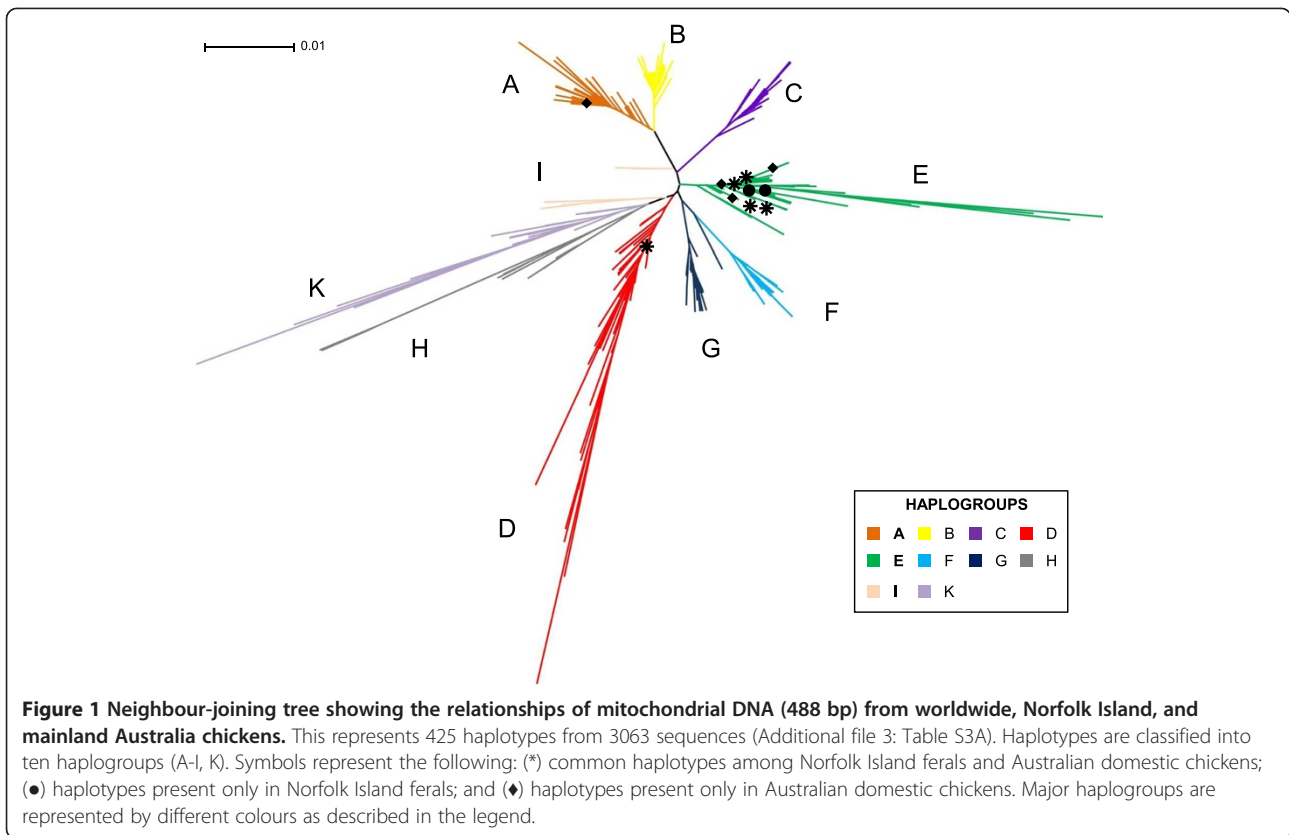 0.01
B
A
C
I
E
K
F
H
G
D
HAPLOGROUPS
A B C D
E F G H
I K
Figure 1 Neighbour-joining tree showing the relationships of mitochondrial DNA (488 bp) from worldwide, Norfolk Island, and
mainland Australia chickens. This represents 425 haplotypes from 3063 sequences (Additional file 3: Table S3A). Haplotypes are classified into
ten haplogroups (A-I, K). Symbols represent the following: (*) common haplotypes among Norfolk Island ferals and Australian domestic chickens;
(●) haplotypes present only in Norfolk Island ferals; and (♦) haplotypes present only in Australian domestic chickens. Major haplogroups are
represented by different colours as described in the legend.